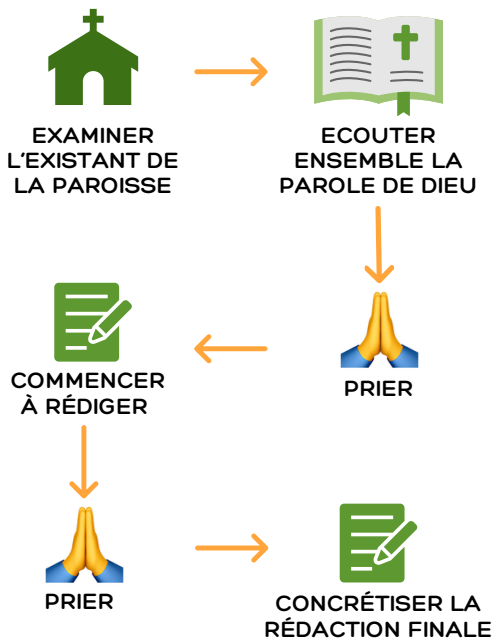 EXAMINER
L'EXISTANT DE
LA PAROISSE
ECOUTER
ENSEMBLE LA
PAROLE DE DIEU
PRIER
COMMENCER
À RÉDIGER
PRIER
CONCRÉTISER LA
RÉDACTION FINALE